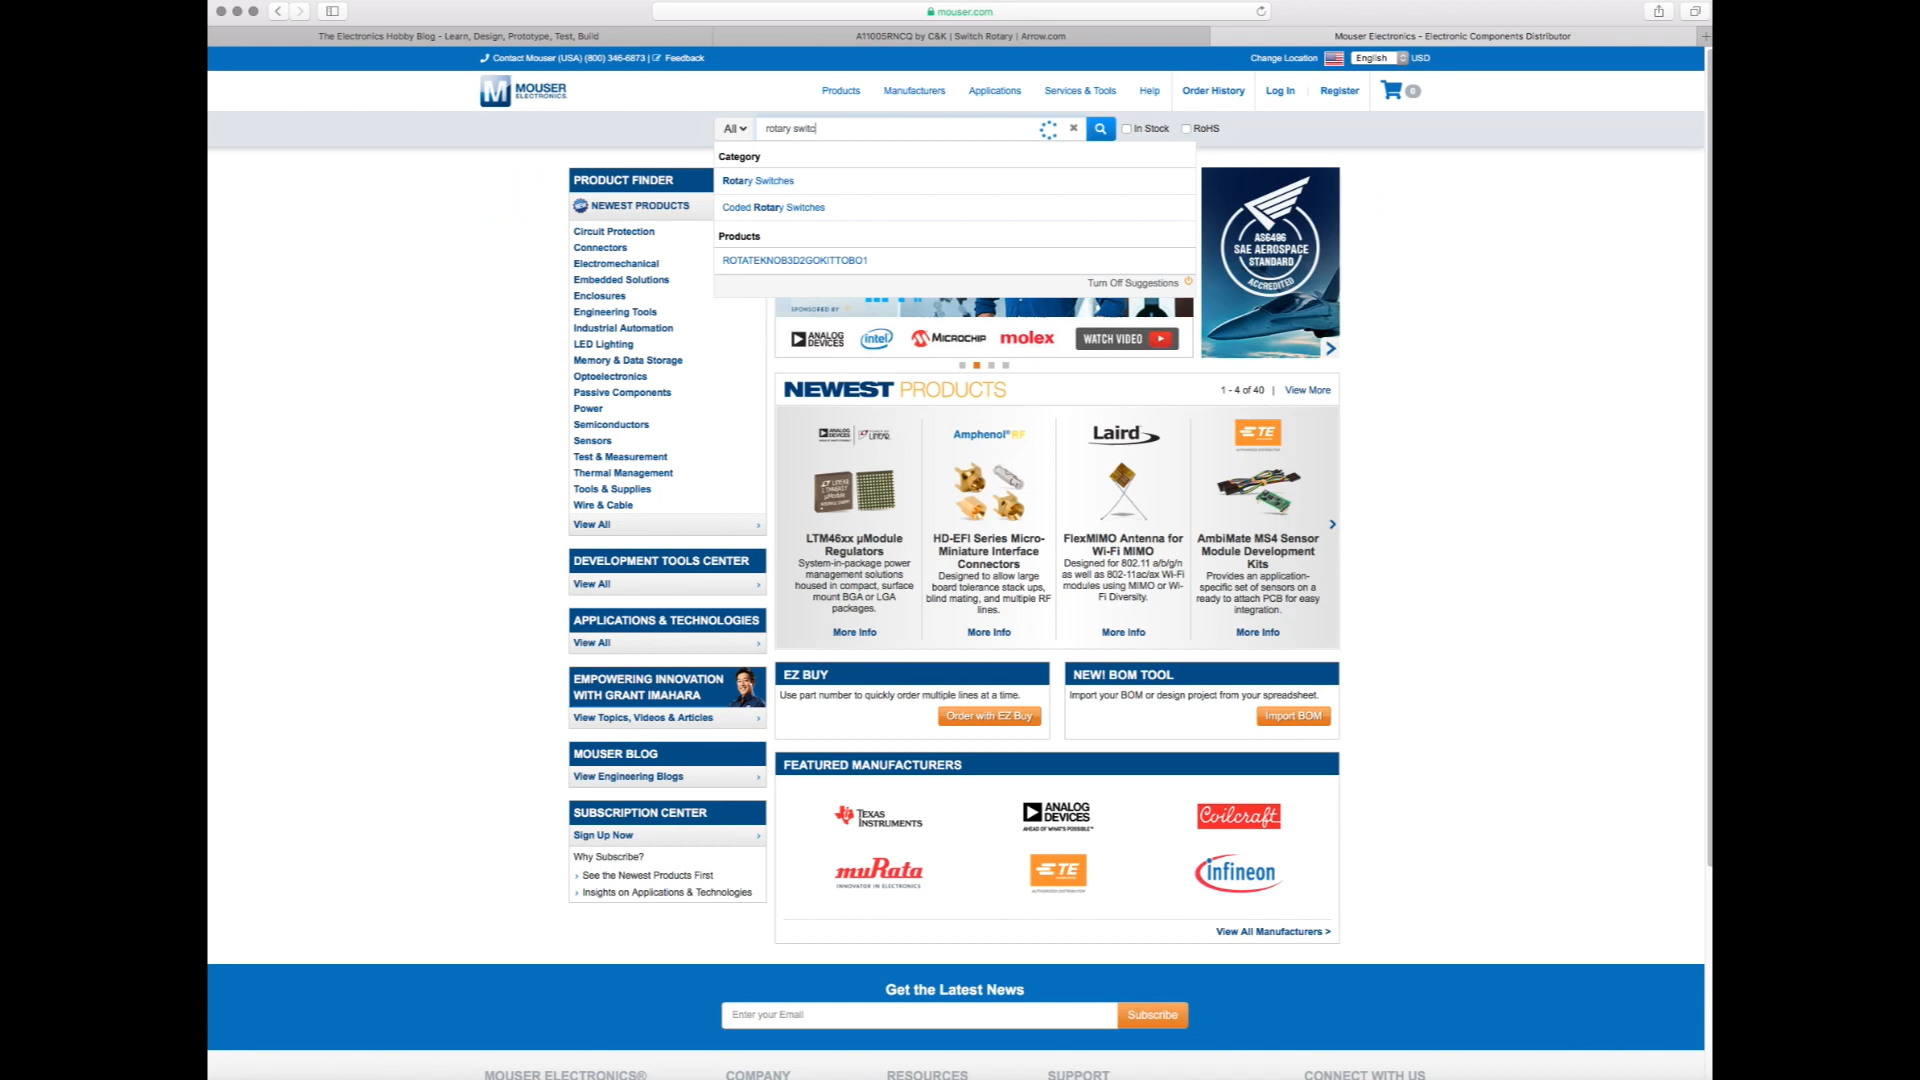 mouser.com
The Electronics Hobby Blog - Learn, Design, Prototype, Test, Build
A11005RNCQ by C&K | Switch Rotary | Arrow.com
Mouser Electronics - Electronic Components Distributor
Contact Mouser (USA) (800) 346-6873 | Feedback
Change Location English USD
MOUSER ELECTRONICS
Products Manufacturers Applications Services & Tools Help Order History Log In Register 0
All rotary switc In Stock RoHS
Category
Rotary Switches
Coded Rotary Switches
Products
ROTATEKNOB3D2GOKITTOBO1
Turn Off Suggestions
PRODUCT FINDER
NEWEST PRODUCTS
Circuit Protection
Connectors
Electromechanical
Embedded Solutions
Enclosures
Engineering Tools
Industrial Automation
LED Lighting
Memory & Data Storage
Optoelectronics
Passive Components
Power
Semiconductors
Sensors
Test & Measurement
Thermal Management
Tools & Supplies
Wire & Cable
View All
DEVELOPMENT TOOLS CENTER
View All
APPLICATIONS & TECHNOLOGIES
View All
EMPOWERING INNOVATION
WITH GRANT IMAHARA
View Topics, Videos & Articles
MOUSER BLOG
View Engineering Blogs
SUBSCRIPTION CENTER
Sign Up Now
Why Subscribe?
See the Newest Products First
Insights on Applications & Technologies
SPONSORED BY
ANALOG DEVICES intel MICROCHIP molex WATCH VIDEO
AS6496
SAE AEROSPACE
STANDARD
ACCREDITED
NEWEST PRODUCTS 1 - 4 of 40 | View More
ANALOG DEVICES
Amphenol RF
Laird
TE
LTM46xx µModule
Regulators
System-in-package power
management solutions
housed in compact, surface
mount BGA or LGA
packages.
More Info
HD-EFI Series Micro-
Miniature Interface
Connectors
Designed to allow large
board tolerance stack ups,
blind mating, and multiple RF
lines.
More Info
FlexMIMO Antenna for
Wi-Fi MIMO
Designed for 802.11 a/b/g/n
as well as 802-11ac/ax Wi-Fi
modules using MIMO or Wi-
Fi Diversity.
More Info
AmbiMate MS4 Sensor
Module Development
Kits
Provides an application-
specific set of sensors on a
ready to attach PCB for easy
integration.
More Info
EZ BUY
Use part number to quickly order multiple lines at a time.
Order with EZ Buy
NEW! BOM TOOL
Import your BOM or design project from your spreadsheet.
Import BOM
FEATURED MANUFACTURERS
TEXAS INSTRUMENTS
ANALOG DEVICES
AHEAD OF WHAT'S POSSIBLE™
Coilcraft
muRata
INNOVATOR IN ELECTRONICS
TE
infineon
View All Manufacturers >
Get the Latest News
Enter your Email Subscribe
MOUSER ELECTRONICS® COMPANY RESOURCES SUPPORT CONNECT WITH US